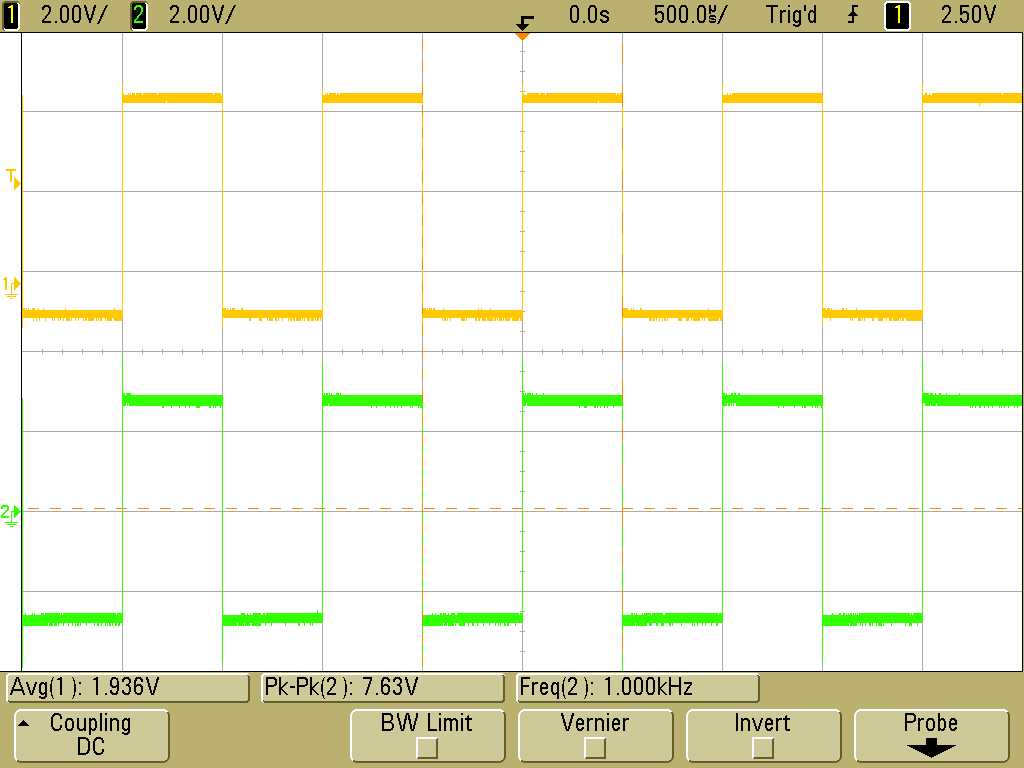 1 2.00V/ 2 2.00V/ 0.0s 500.0µs/ Trig'd 1 2.50V
T
1
2
Avg(1): 1.936V Pk-Pk(2): 7.63V Freq(2): 1.000kHz
Coupling BW Limit Vernier Invert Probe
DC